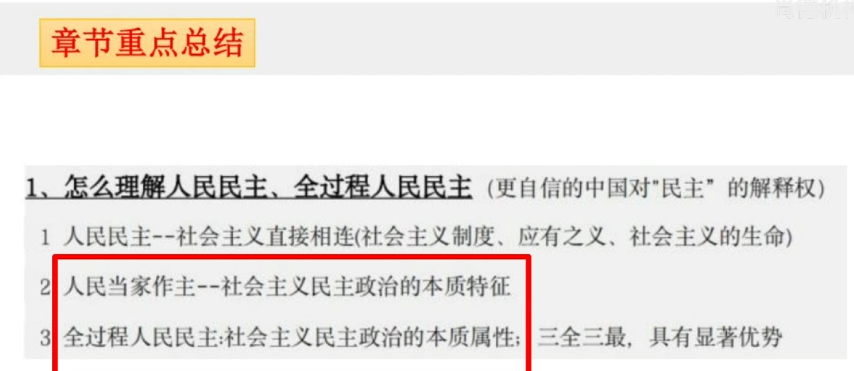 章节重点总结
1、怎么理解人民民主、全过程人民民主（更自信的中国对"民主”的解释权）
1 人民民主--社会主义直接相连(社会主义制度、应有之义、社会主义的生命)
2 人民当家作主--社会主义民主政治的本质特征
3 全过程人民民主:社会主义民主政治的本质属性；三全三最，具有显著优势